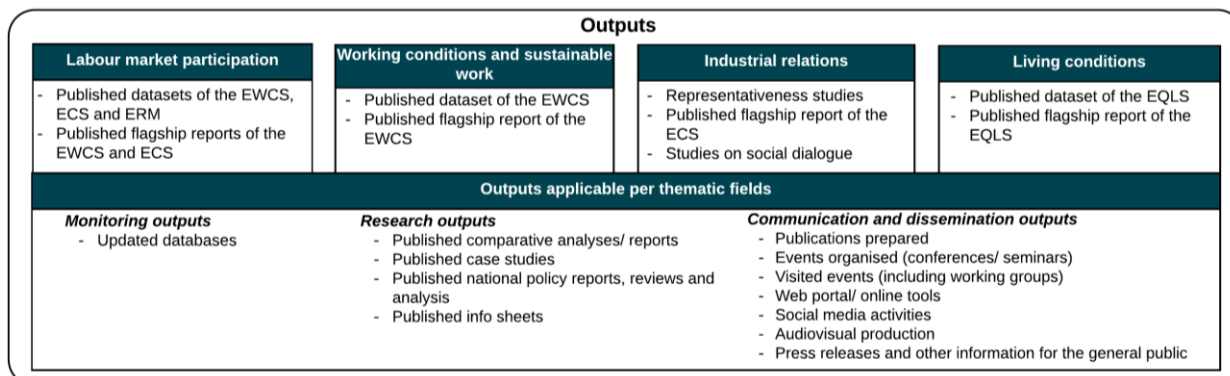 Outputs
Labour market participation
- Published datasets of the EWCS,
ECS and ERM
- Published flagship reports of the
EWCS and ECS
Working conditions and sustainable
work
- Published dataset of the EWCS
- Published flagship report of the
EWCS
Industrial relations
- Representativeness studies
- Published flagship report of the
ECS
- Studies on social dialogue
Living conditions
- Published dataset of the EQLS
- Published flagship report of the
EQLS
Outputs applicable per thematic fields
Monitoring outputs
- Updated databases
Research outputs
- Published comparative analyses/ reports
- Published case studies
- Published national policy reports, reviews and
analysis
- Published info sheets
Communication and dissemination outputs
- Publications prepared
- Events organised (conferences/ seminars)
- Visited events (including working groups)
- Web portal/ online tools
- Social media activities
- Audiovisual production
- Press releases and other information for the general public